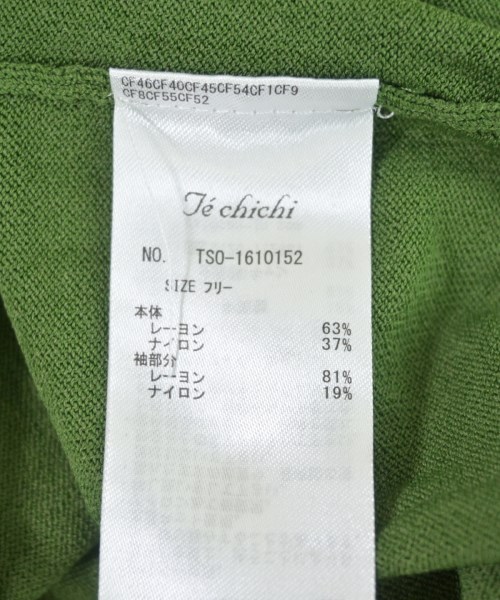 CF46CF40CF45CF54CF1CF9
CF8CF55CF52
Té chichi
NO. TSO-1610152
SIZE フリー
本体
レーヨン 63%
ナイロン 37%
袖部分
レーヨン 81%
ナイロン 19%